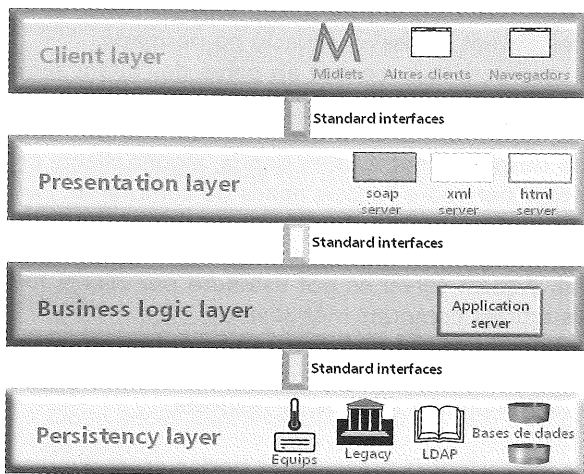 Client layer
Midlets Altres clients Navegadors
Standard interfaces
Presentation layer
soap server
xml server
html server
Standard interfaces
Business logic layer
Application server
Standard interfaces
Persistency layer
Equips
Legacy
LDAP
Bases de dades